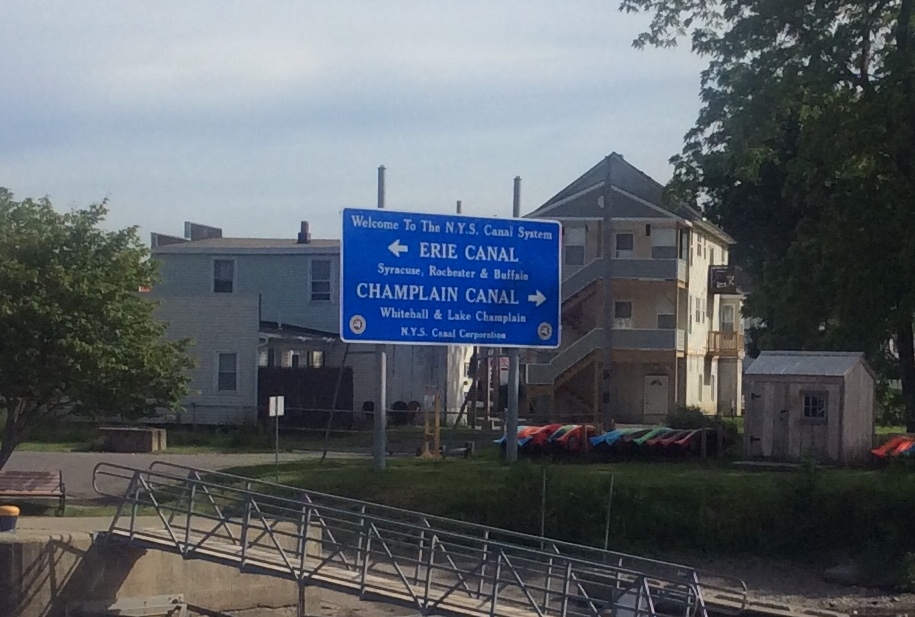 Welcome To The N.Y.S. Canal System
ERIE CANAL
Syracuse, Rochester & Buffalo
CHAMPLAIN CANAL
Whitehall & Lake Champlain
N.Y.S. Canal Corporation